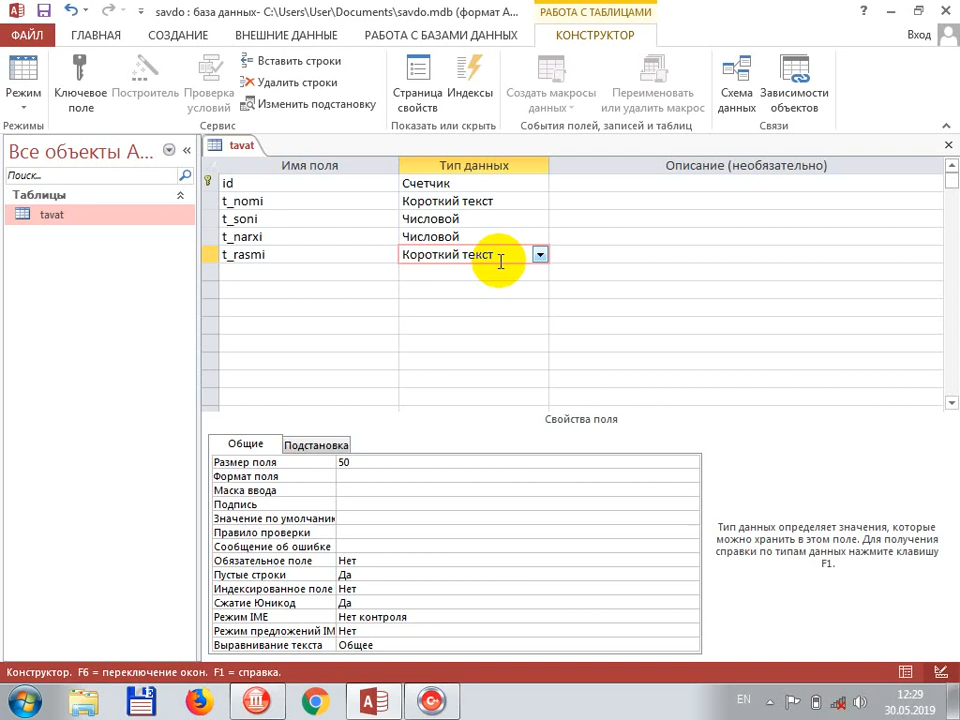 savdo : база данных- C:\Users\User\Documents\savdo.mdb (формат A...
РАБОТА С ТАБЛИЦАМИ
ФАЙЛ
ГЛАВНАЯ
СОЗДАНИЕ
ВНЕШНИЕ ДАННЫЕ
РАБОТА С БАЗАМИ ДАННЫХ
КОНСТРУКТОР
Вход
Режим
Режимы
Ключевое поле
Построитель
Проверка условий
Вставить строки
Удалить строки
Изменить подстановку
Сервис
Страница свойств
Индексы
Показать или скрыть
Создать макросы данных
Переименовать или удалить макрос
События полей, записей и таблиц
Схема данных
Зависимости объектов
Связи
Все объекты A...
Поиск...
Таблицы
tavat
tavat
Имя поля Тип данных Описание (необязательно)
id Счетчик
t_nomi Короткий текст
t_soni Числовой
t_narxi Числовой
t_rasmi Короткий текст
Свойства поля
Общие Подстановка
Размер поля 50
Формат поля
Маска ввода
Подпись
Значение по умолчани
Правило проверки
Сообщение об ошибке
Обязательное поле Нет
Пустые строки Да
Индексированное поле Нет
Сжатие Юникод Да
Режим IME Нет контроля
Режим предложений IM Нет
Выравнивание текста Общее
Тип данных определяет значения, которые
можно хранить в этом поле. Для получения
справки по типам данных нажмите клавишу
F1.
Конструктор. F6 = переключение окон. F1 = справка.
EN
12:29
30.05.2019